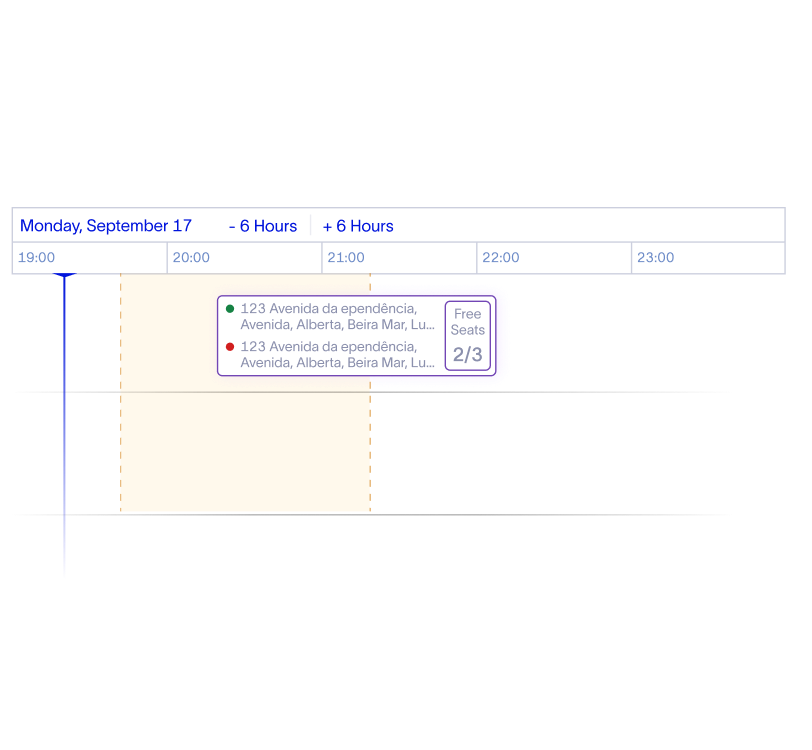 Monday, September 17 - 6 Hours + 6 Hours
19:00 20:00 21:00 22:00 23:00
123 Avenida da ependência,
Avenida, Alberta, Beira Mar, Lu...
123 Avenida da ependência,
Avenida, Alberta, Beira Mar, Lu...
Free
Seats
2/3